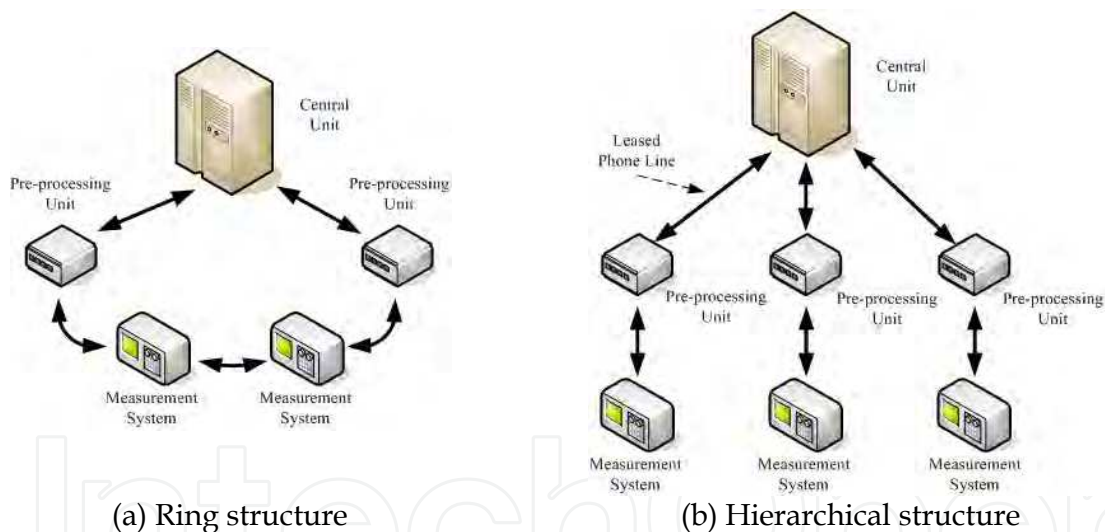 Central
Unit
Pre-processing
Unit
Pre-processing
Unit
Measurement
System
Measurement
System
(a) Ring structure
Central
Unit
Leased
Phone Line
Pre-processing
Unit
Pre-processing
Unit
Pre-processing
Unit
Measurement
System
Measurement
System
Measurement
System
(b) Hierarchical structure